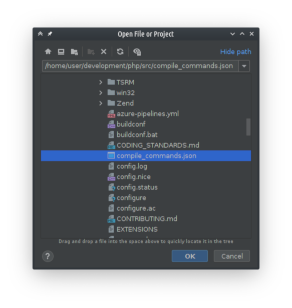 Open File or Project
Hide path
/home/user/development/php/src/compile_commands.json
TSRM
win32
Zend
azure-pipelines.yml
buildconf
buildconf.bat
CODING_STANDARDS.md
compile_commands.json
config.log
config.nice
config.status
configure
configure.ac
CONTRIBUTING.md
EXTENSIONS
Drag and drop a file into the space above to quickly locate it in the tree
? OK Cancel